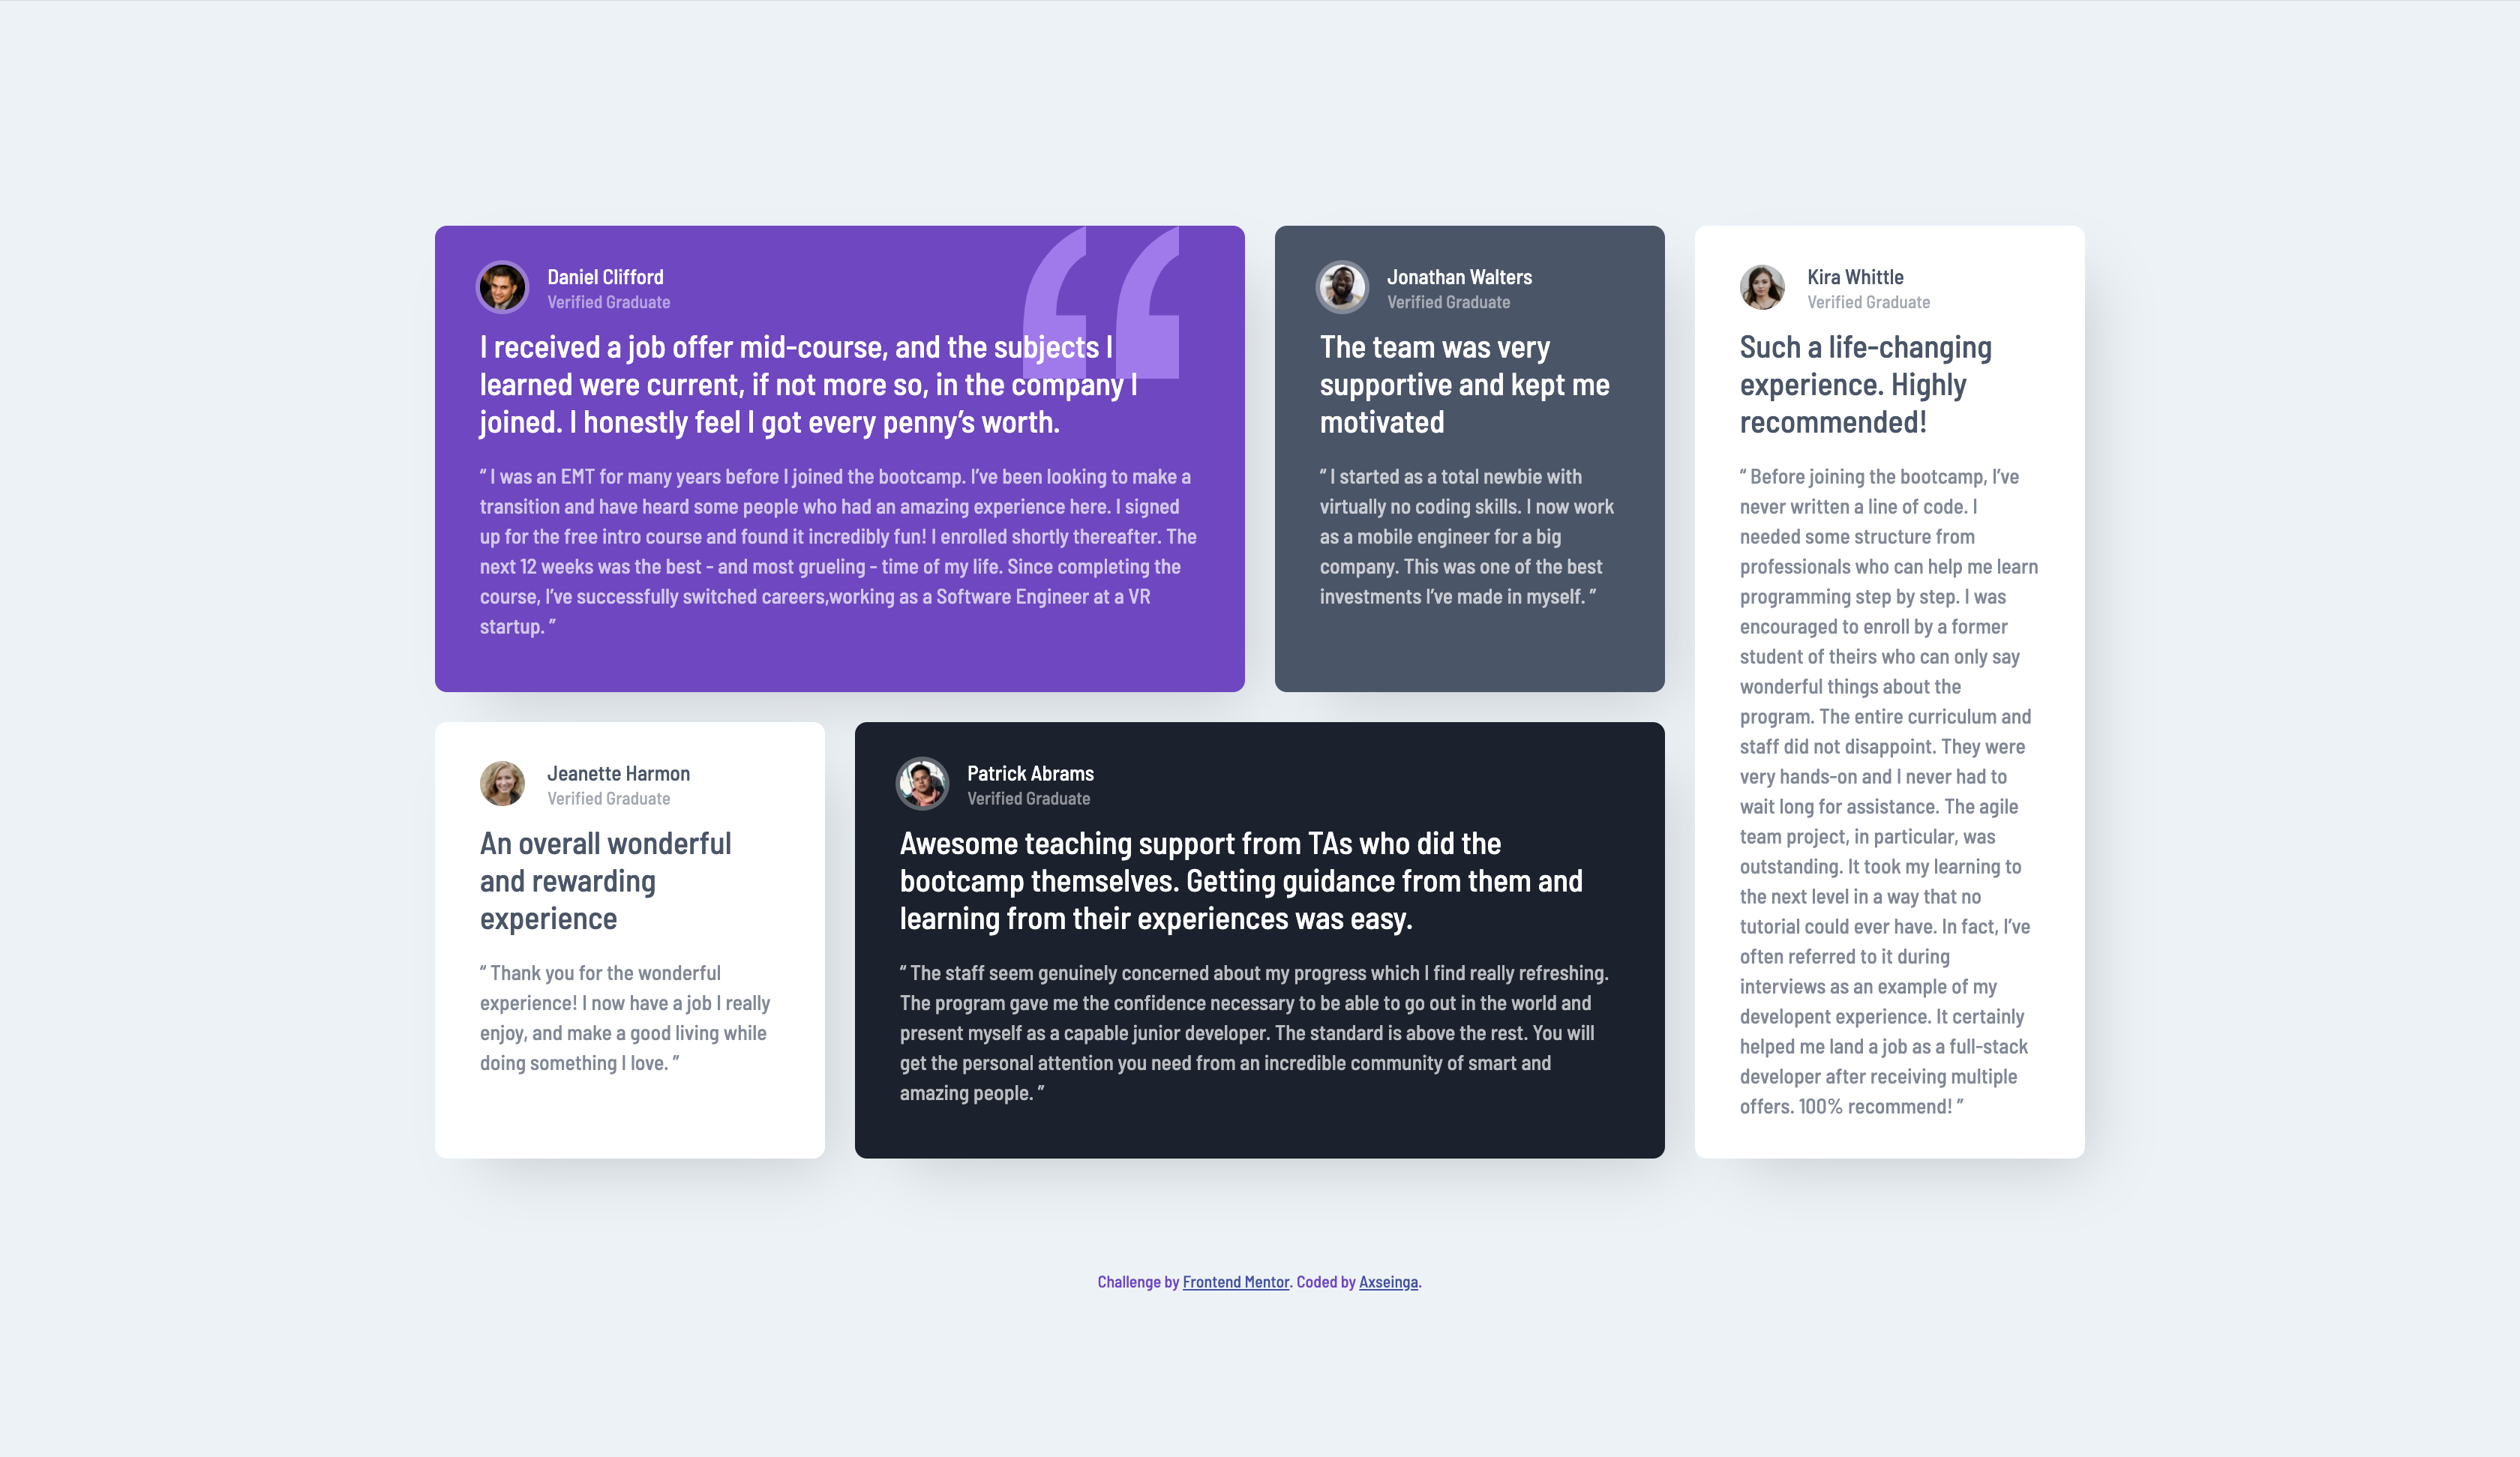 Daniel Clifford
Verified Graduate
I received a job offer mid-course, and the subjects I
learned were current, if not more so, in the company I
joined. I honestly feel I got every penny’s worth.
“ I was an EMT for many years before I joined the bootcamp. I’ve been looking to make a
transition and have heard some people who had an amazing experience here. I signed
up for the free intro course and found it incredibly fun! I enrolled shortly thereafter. The
next 12 weeks was the best - and most grueling - time of my life. Since completing the
course, I’ve successfully switched careers,working as a Software Engineer at a VR
startup. ”
Jonathan Walters
Verified Graduate
The team was very
supportive and kept me
motivated
“ I started as a total newbie with
virtually no coding skills. I now work
as a mobile engineer for a big
company. This was one of the best
investments I’ve made in myself. ”
Kira Whittle
Verified Graduate
Such a life-changing
experience. Highly
recommended!
“ Before joining the bootcamp, I’ve
never written a line of code. I
needed some structure from
professionals who can help me learn
programming step by step. I was
encouraged to enroll by a former
student of theirs who can only say
wonderful things about the
program. The entire curriculum and
staff did not disappoint. They were
very hands-on and I never had to
wait long for assistance. The agile
team project, in particular, was
outstanding. It took my learning to
the next level in a way that no
tutorial could ever have. In fact, I’ve
often referred to it during
interviews as an example of my
developent experience. It certainly
helped me land a job as a full-stack
developer after receiving multiple
offers. 100% recommend! ”
Jeanette Harmon
Verified Graduate
An overall wonderful
and rewarding
experience
“ Thank you for the wonderful
experience! I now have a job I really
enjoy, and make a good living while
doing something I love. ”
Patrick Abrams
Verified Graduate
Awesome teaching support from TAs who did the
bootcamp themselves. Getting guidance from them and
learning from their experiences was easy.
“ The staff seem genuinely concerned about my progress which I find really refreshing.
The program gave me the confidence necessary to be able to go out in the world and
present myself as a capable junior developer. The standard is above the rest. You will
get the personal attention you need from an incredible community of smart and
amazing people. ”
Challenge by Frontend Mentor. Coded by Axseinga.